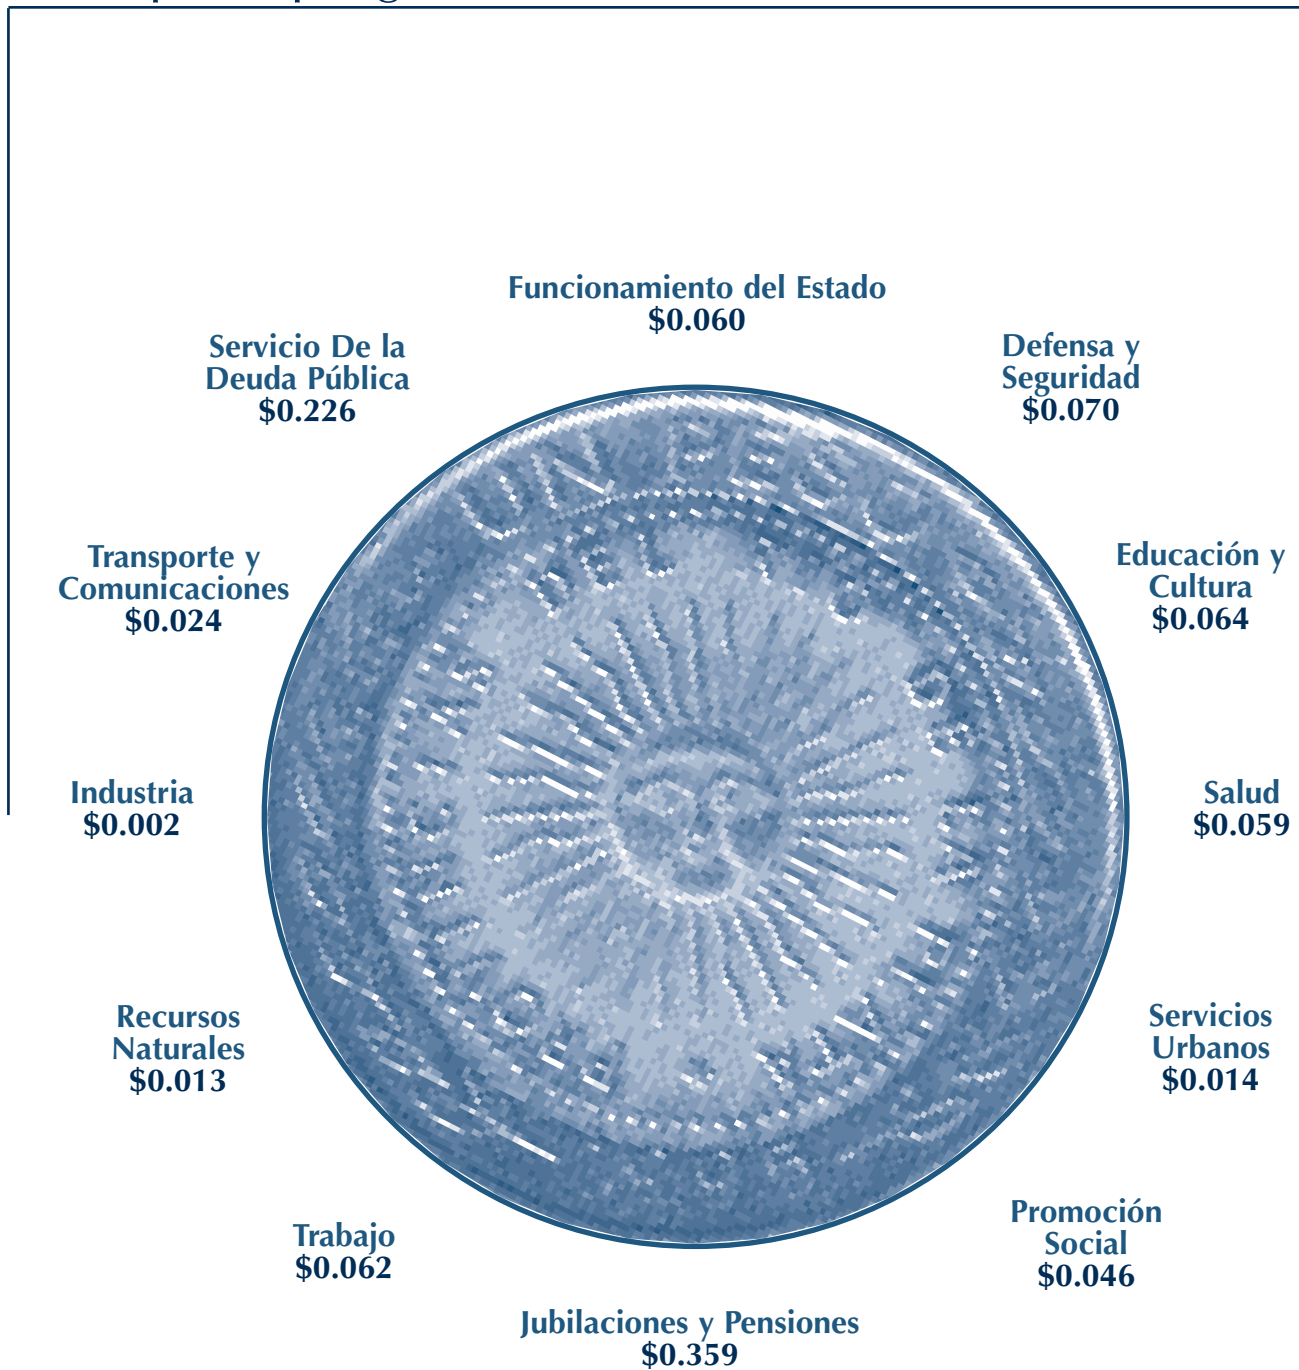 Funcionamiento del Estado
$0.060
Servicio De la
Deuda Pública
$0.226
Defensa y
Seguridad
$0.070
Transporte y
Comunicaciones
$0.024
Educación y
Cultura
$0.064
Industria
$0.002
Salud
$0.059
Recursos
Naturales
$0.013
Servicios
Urbanos
$0.014
Trabajo
$0.062
Promoción
Social
$0.046
Jubilaciones y Pensiones
$0.359
UN PESO